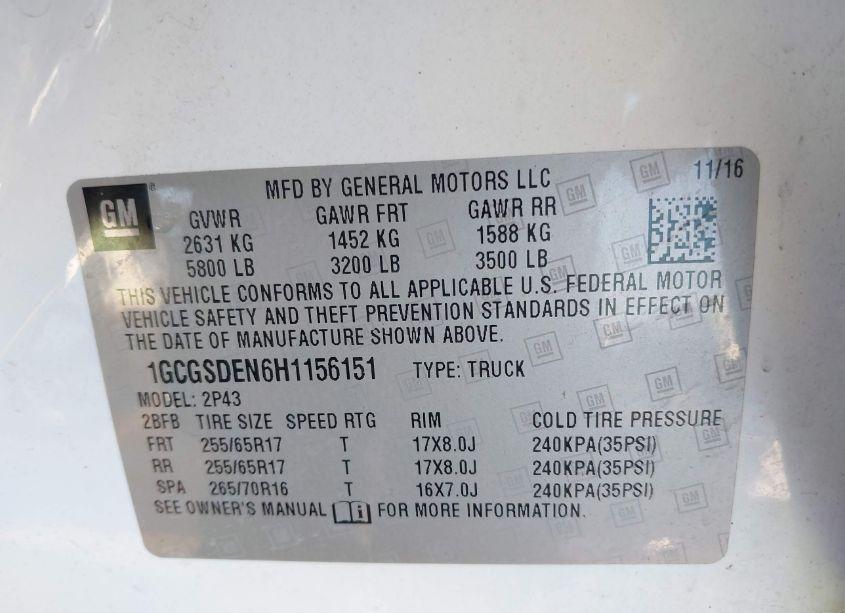 11/16
GM
MFD BY GENERAL MOTORS LLC
GVWR GAWR FRT GAWR RR
2631 KG 1452 KG 1588 KG
5800 LB 3200 LB 3500 LB
THIS VEHICLE CONFORMS TO ALL APPLICABLE U.S. FEDERAL MOTOR
VEHICLE SAFETY AND THEFT PREVENTION STANDARDS IN EFFECT ON
THE DATE OF MANUFACTURE SHOWN ABOVE.
1GCGSDEN6H1156151 TYPE: TRUCK
MODEL: 2P43
2BFB TIRE SIZE SPEED RTG RIM COLD TIRE PRESSURE
FRT 255/65R17 T 17X8.0J 240KPA(35PSI)
RR 255/65R17 T 17X8.0J 240KPA(35PSI)
SPA 265/70R16 T 16X7.0J 240KPA(35PSI)
SEE OWNER'S MANUAL i FOR MORE INFORMATION.